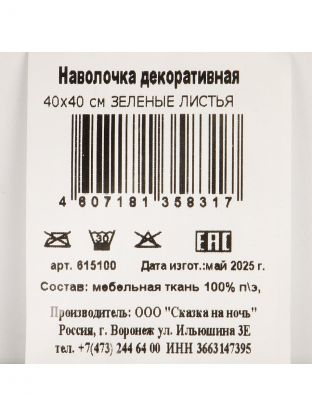 Наволочка декоративная
40х40 см ЗЕЛЕНЫЕ ЛИСТЬЯ
4 607181 358317
30 EAC
арт. 615100 Дата изгот.:май 2025 г.
Состав: мебельная ткань 100% п\э,
Производитель: ООО "Сказка на ночь"
Россия, г. Воронеж ул. Ильюшина 3Е
тел. +7(473) 244 64 00 ИНН 3663147395